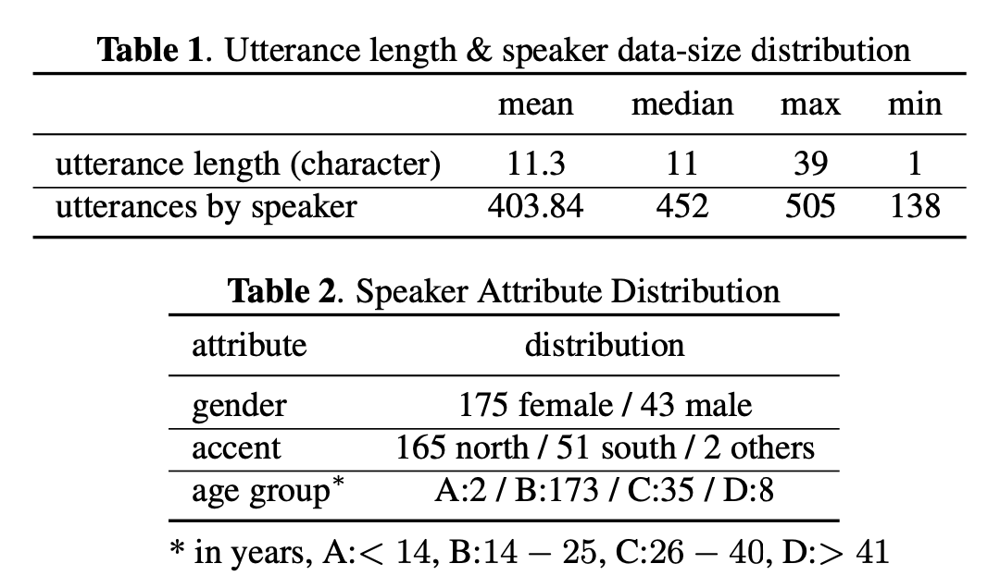 Table 1. Utterance length & speaker data-size distribution
mean median max min
utterance length (character) 11.3 11 39 1
utterances by speaker 403.84 452 505 138
Table 2. Speaker Attribute Distribution
attribute distribution
gender 175 female / 43 male
accent 165 north / 51 south / 2 others
age group* A:2 / B:173 / C:35 / D:8
* in years, A:< 14, B:14 − 25, C:26 − 40, D:> 41